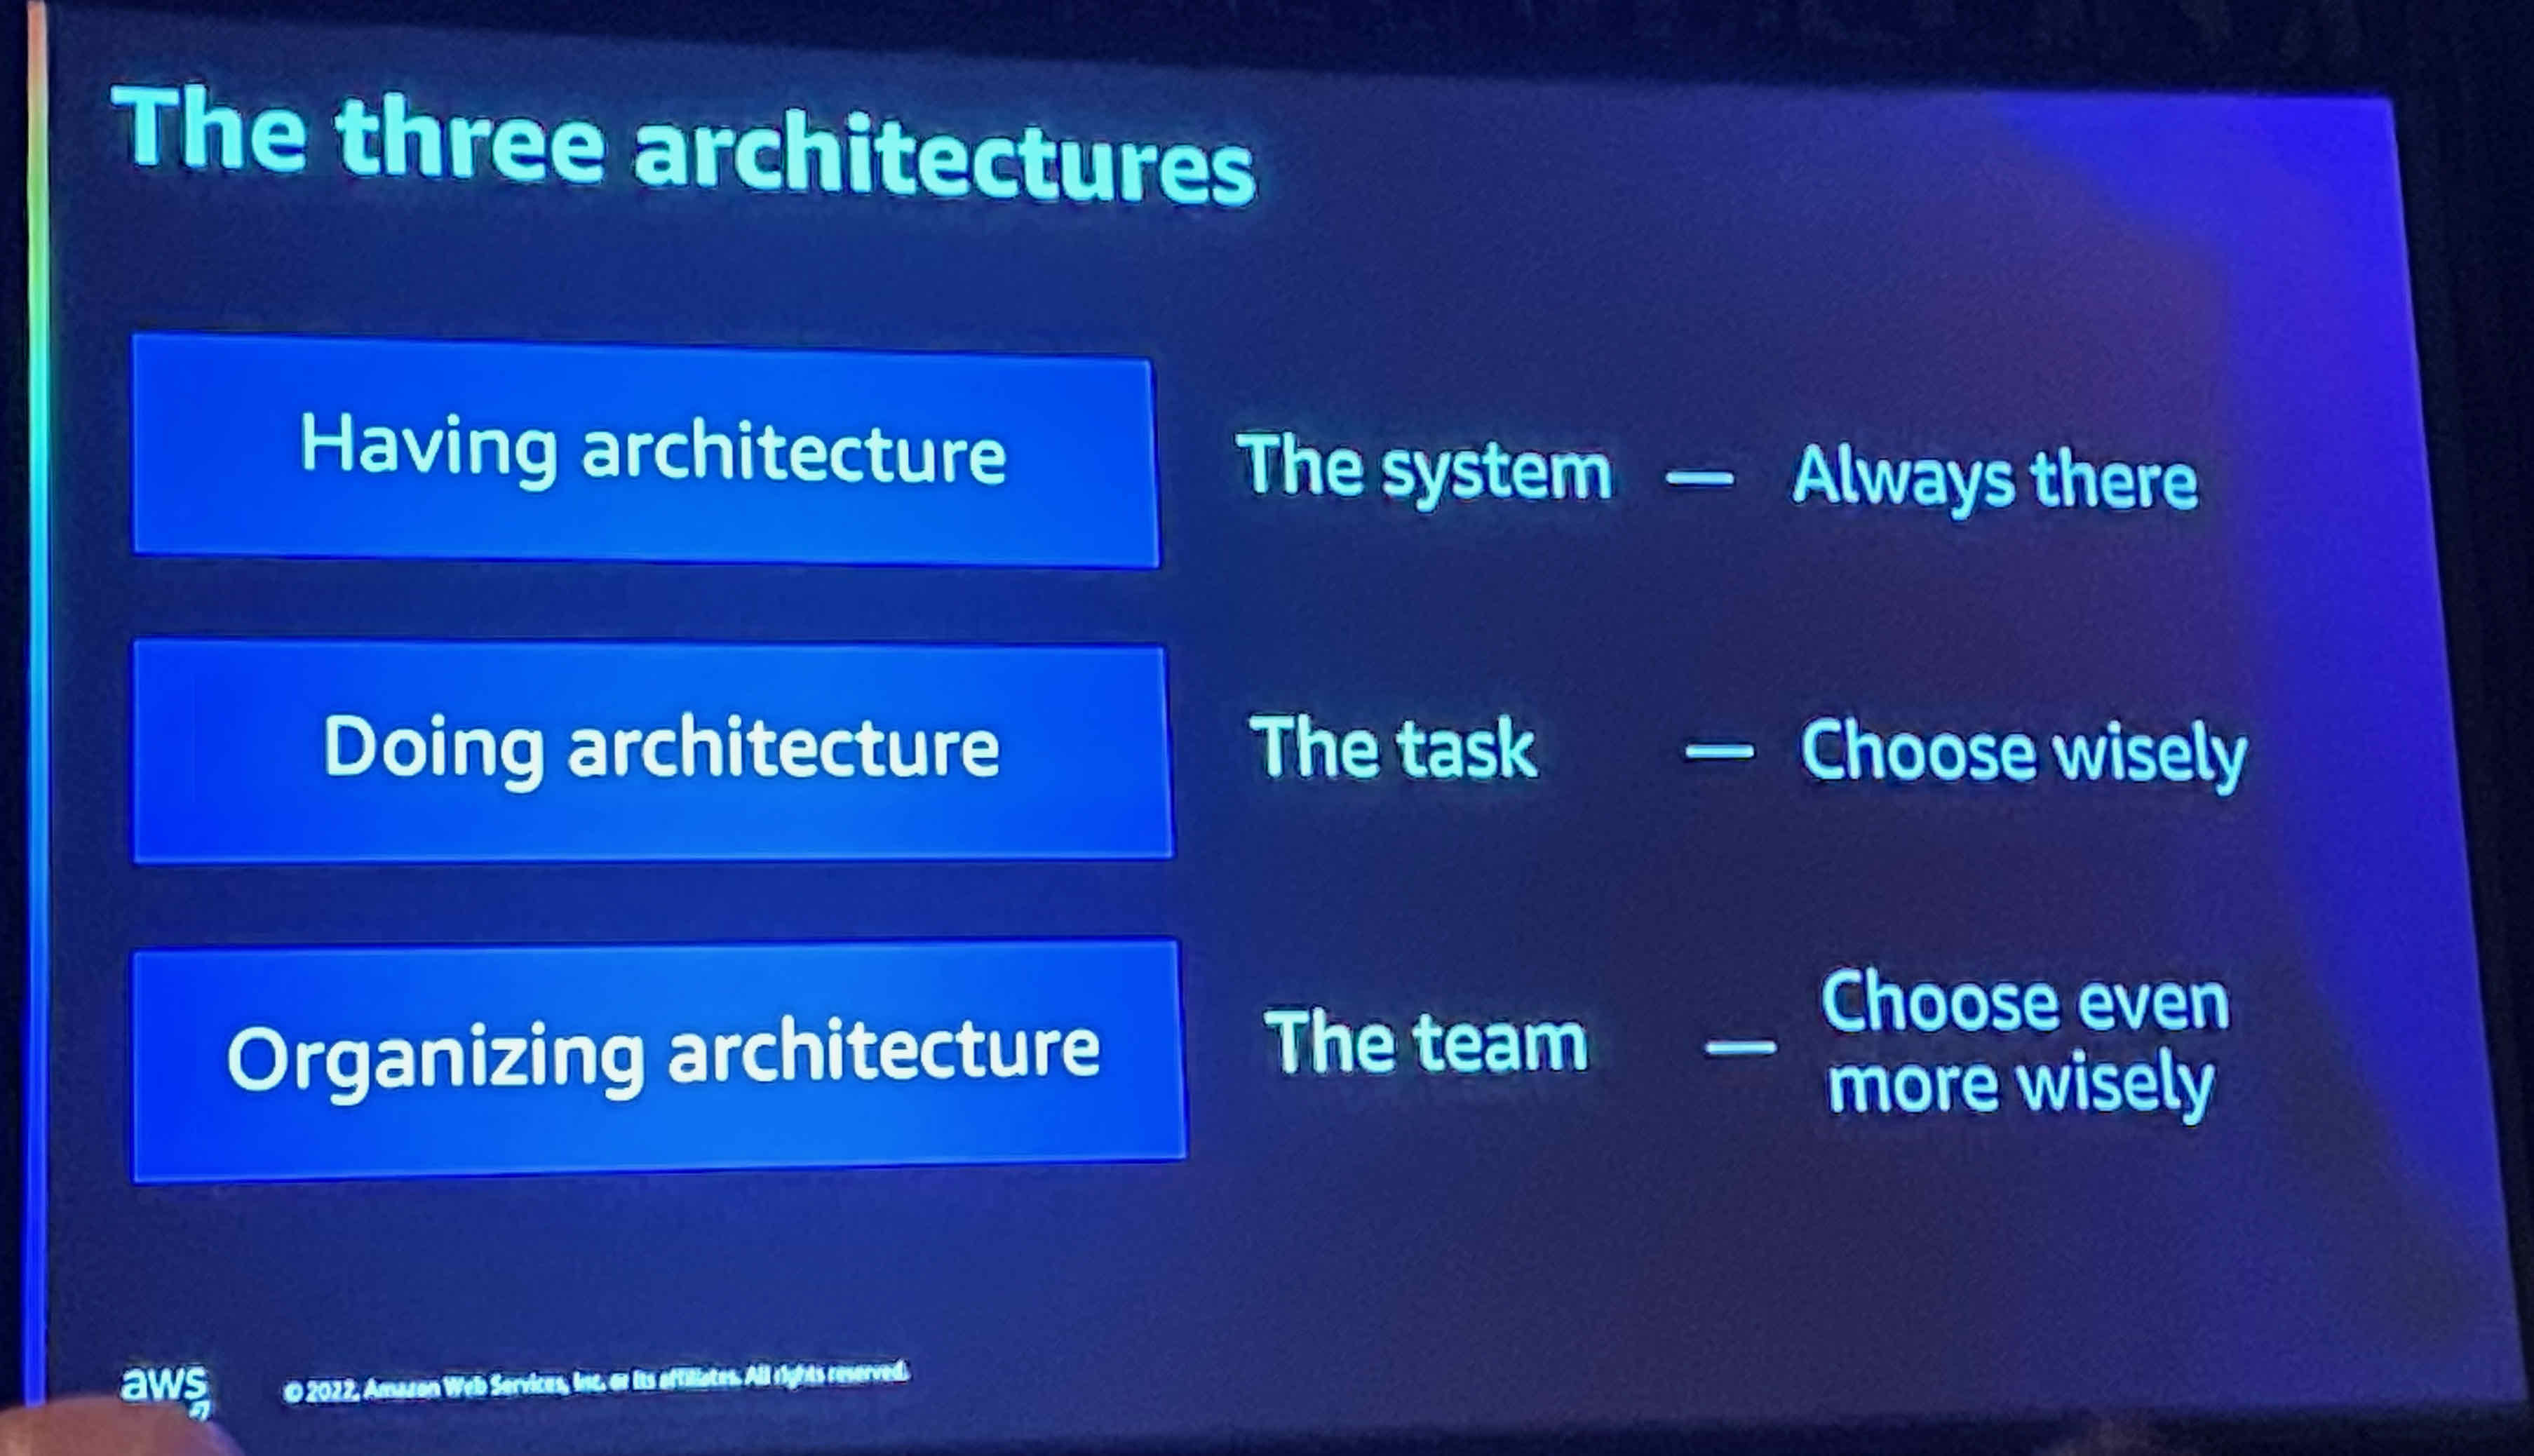 The three architectures
Having architecture
The system — Always there
Doing architecture
The task — Choose wisely
Organizing architecture
The team — Choose even
more wisely
aws
© 2022, Amazon Web Services, Inc. or its affiliates. All rights reserved.